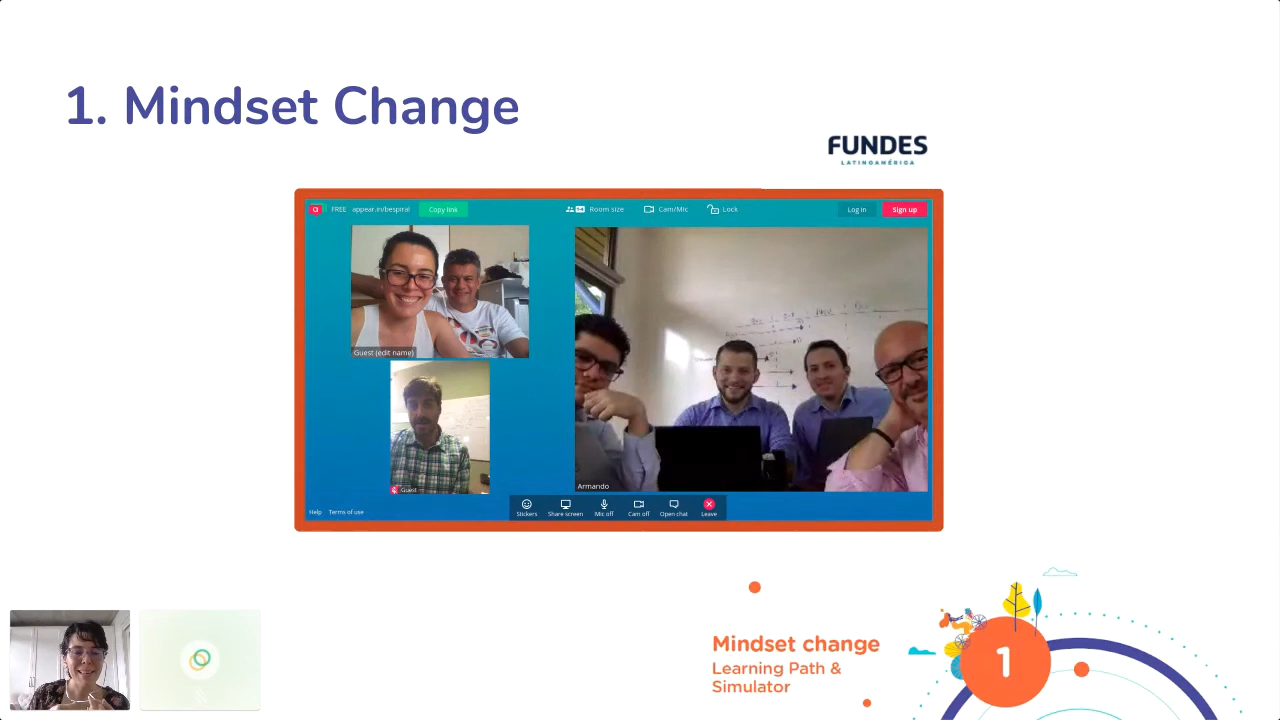 1. Mindset Change
FUNDES
LATINOAMÉRICA
FREE appear.in/bespiral Copy link Room size Cam/Mic Lock Log in Sign up
Guest (edit name)
Guest
Armando
Stickers Share screen Mic off Cam off Open chat Leave
Help Terms of use
Mindset change
Learning Path &
Simulator
1